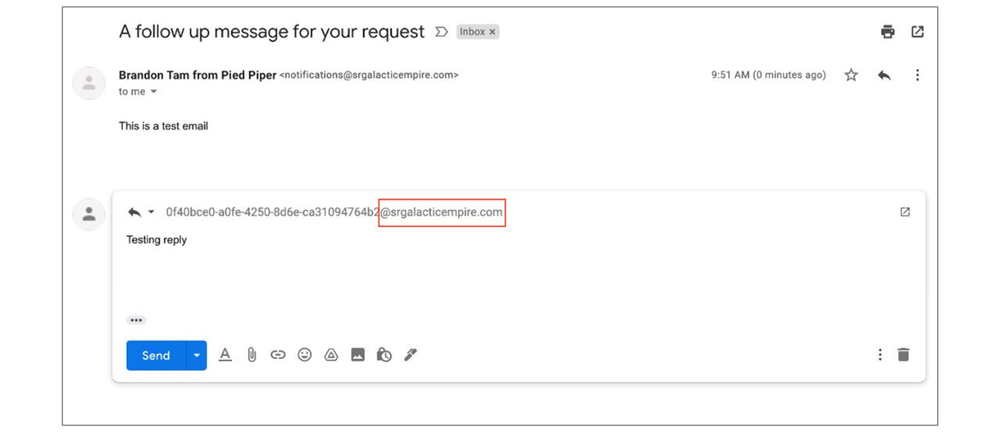 A follow up message for your request Inbox ×
Brandon Tam from Pied Piper <notifications@srgalacticempire.com> 9:51 AM (0 minutes ago)
to me
This is a test email
0f40bce0-a0fe-4250-8d6e-ca31094764b2@srgalacticempire.com
Testing reply
Send